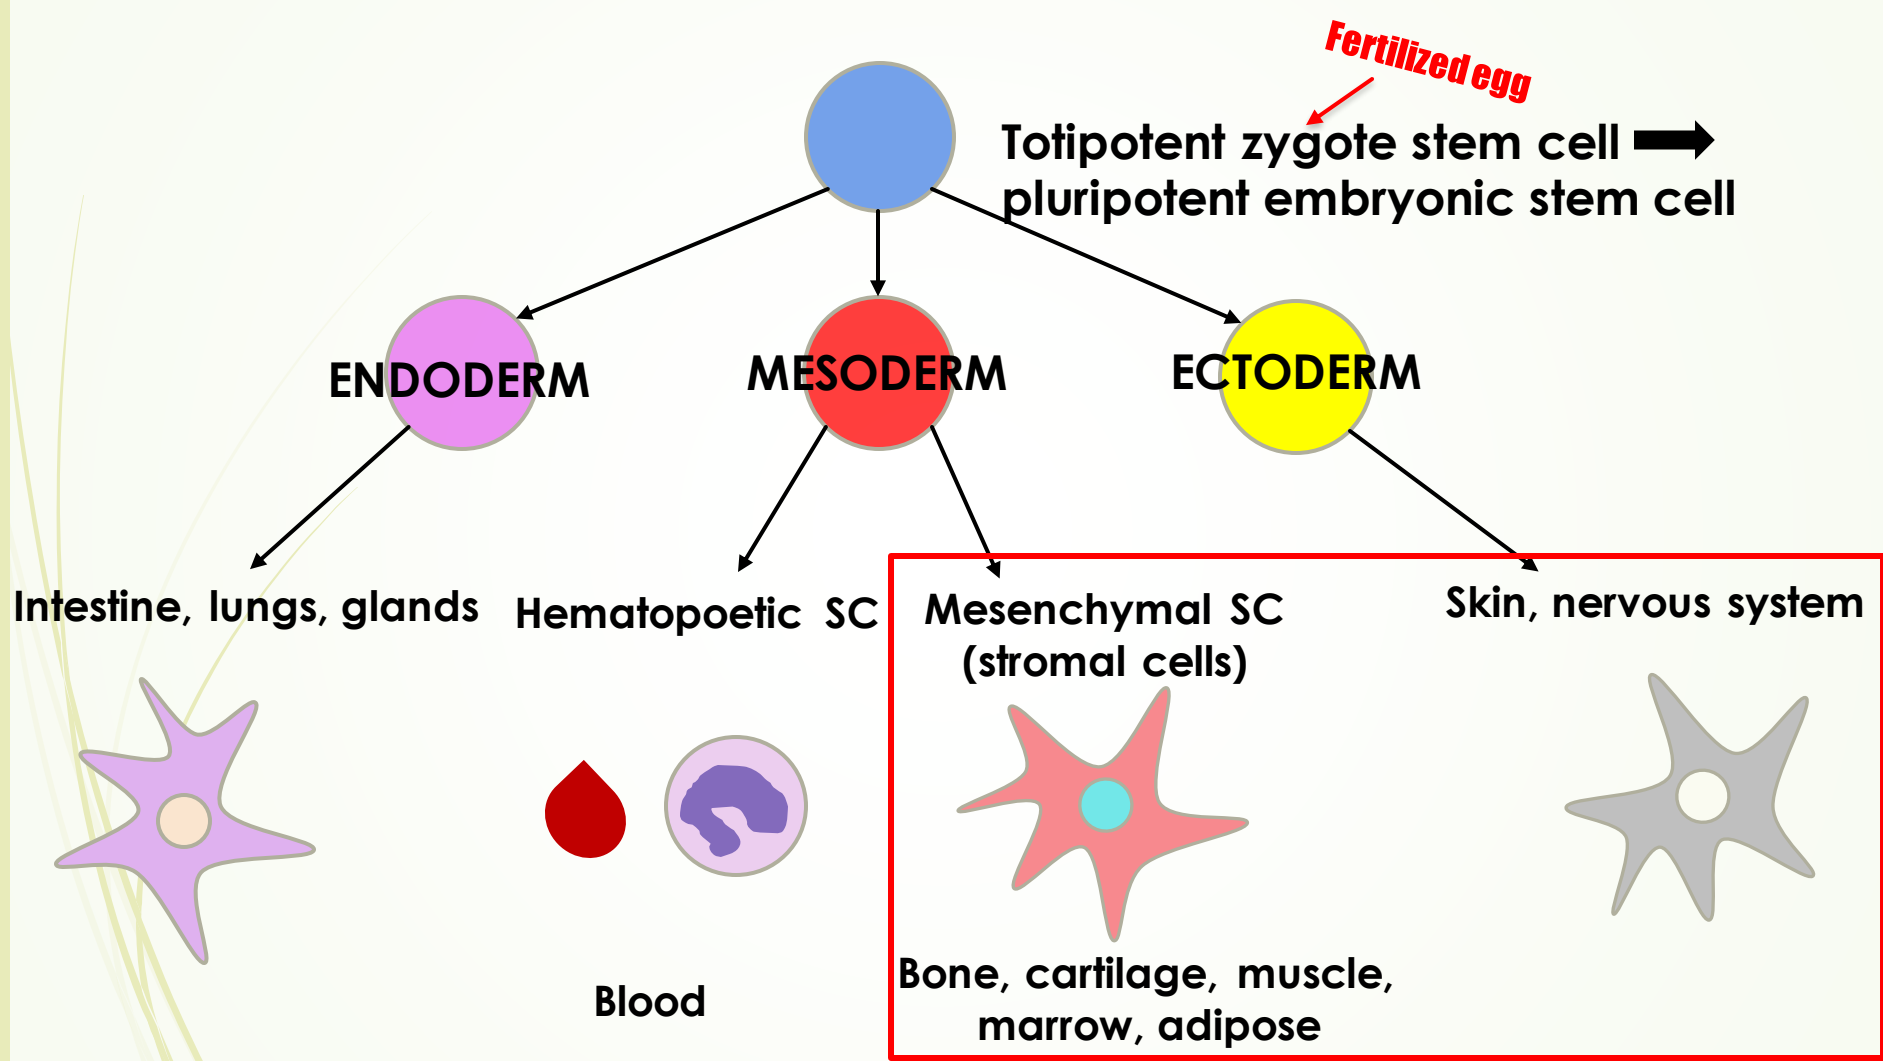 Fertilized egg
Totipotent zygote stem cell
pluripotent embryonic stem cell
ENDODERM
MESODERM
ECTODERM
Intestine, lungs, glands
Hematopoetic SC
Mesenchymal SC
(stromal cells)
Skin, nervous system
Blood
Bone, cartilage, muscle,
marrow, adipose